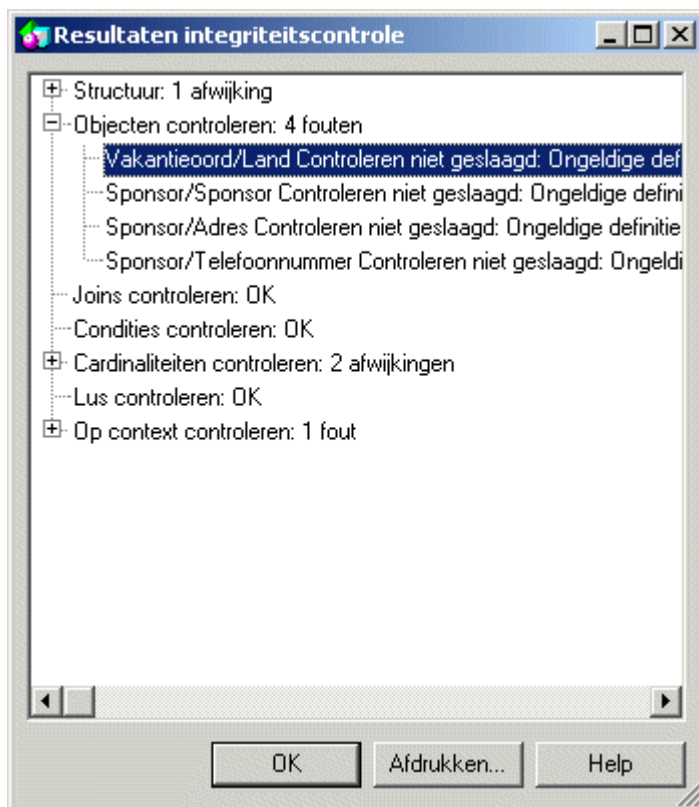 Resultaten integriteitscontrole
Structuur: 1 afwijking
Objecten controleren: 4 fouten
Vakantieoord/Land Controleren niet geslaagd: Ongeldige def
Sponsor/Sponsor Controleren niet geslaagd: Ongeldige defini
Sponsor/Adres Controleren niet geslaagd: Ongeldige definitie
Sponsor/Telefoonnummer Controleren niet geslaagd: Ongeldi
Joins controleren: OK
Condities controleren: OK
Cardinaliteiten controleren: 2 afwijkingen
Lus controleren: OK
Op context controleren: 1 fout
OK Afdrukken... Help